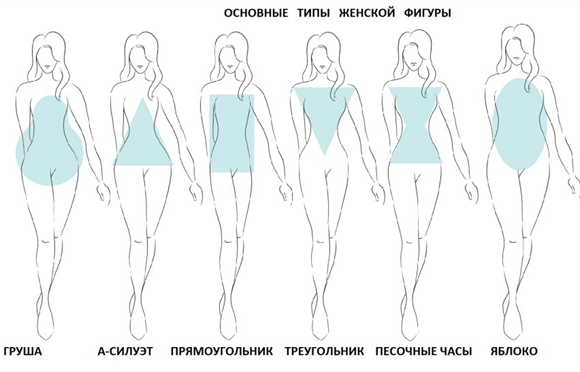 ОСНОВНЫЕ ТИПЫ ЖЕНСКОЙ ФИГУРЫ
ГРУША А-СИЛУЭТ ПРЯМОУГОЛЬНИК ТРЕУГОЛЬНИК ПЕСОЧНЫЕ ЧАСЫ ЯБЛОКО